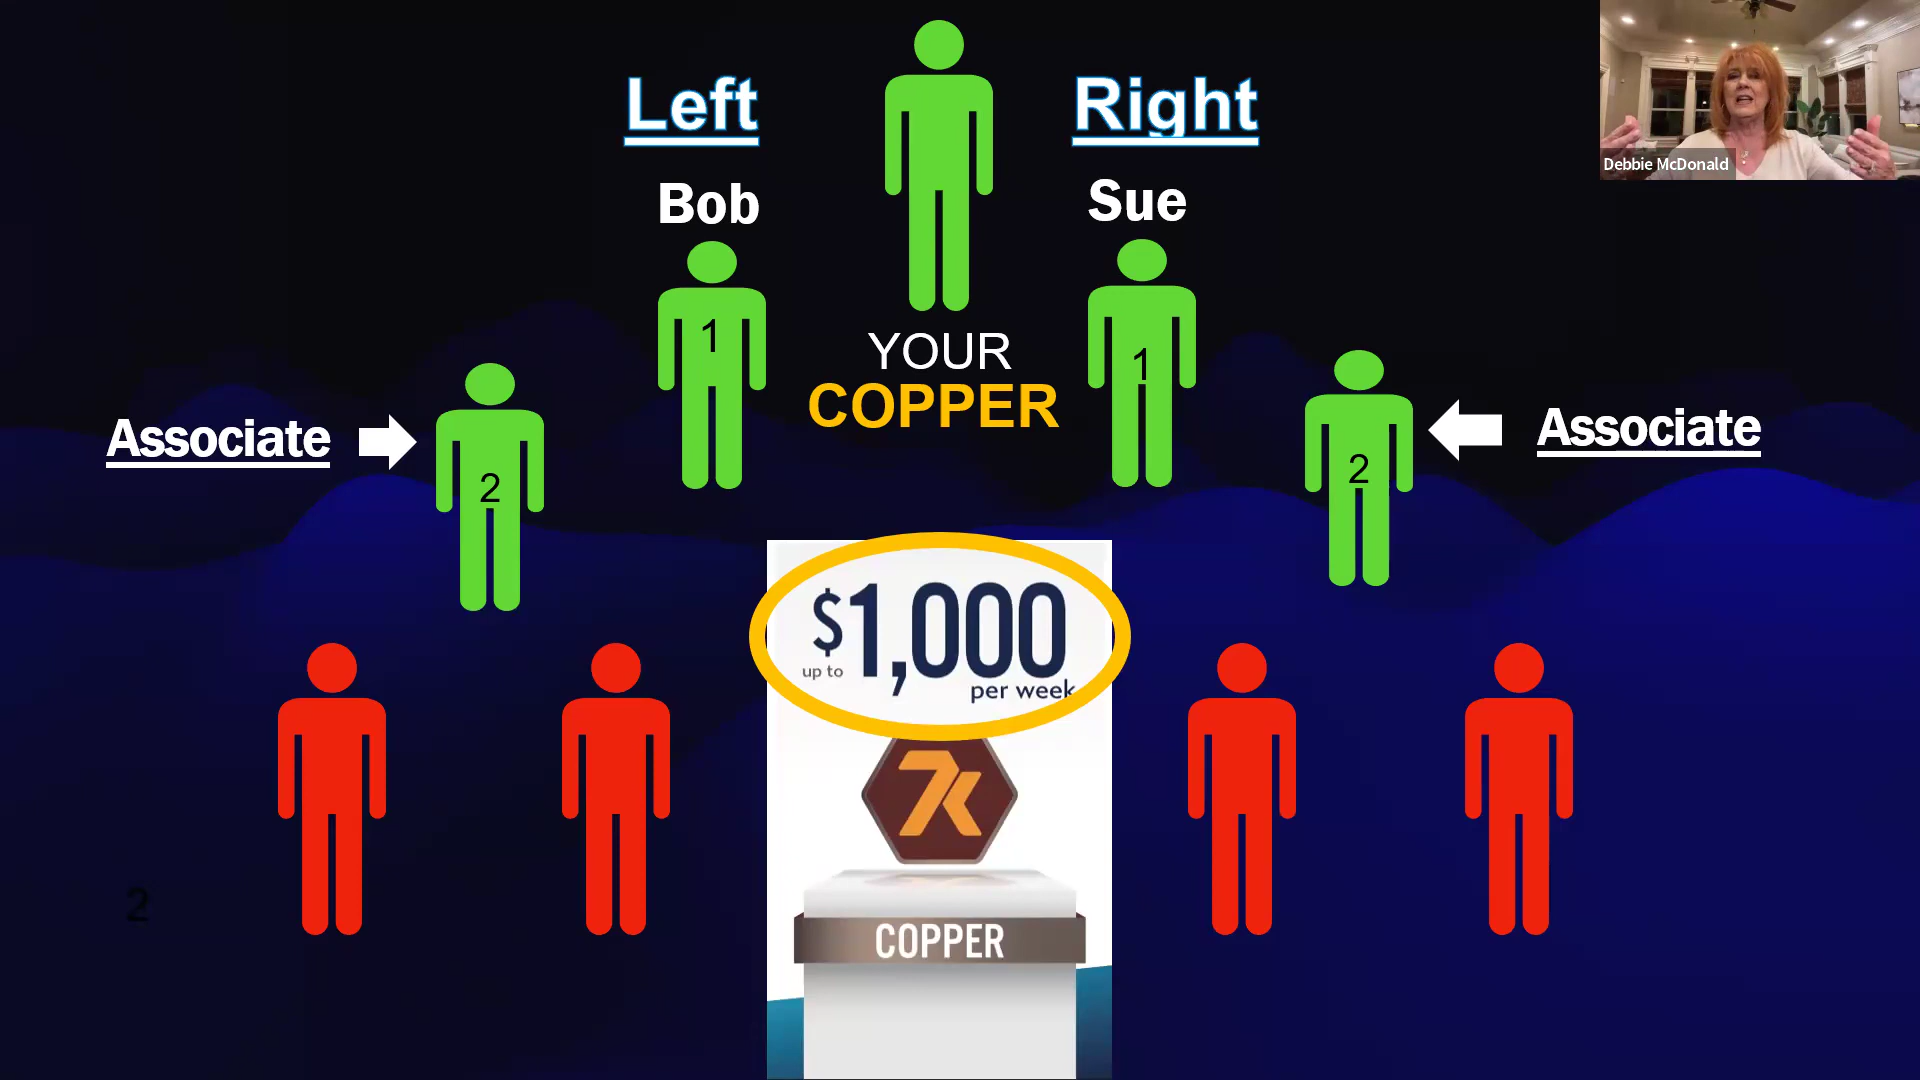 Left
Right
Bob
Sue
Debbie McDonald
1
1
YOUR
COPPER
Associate
2
2
Associate
$1,000
up to
per week
7k
2
COPPER